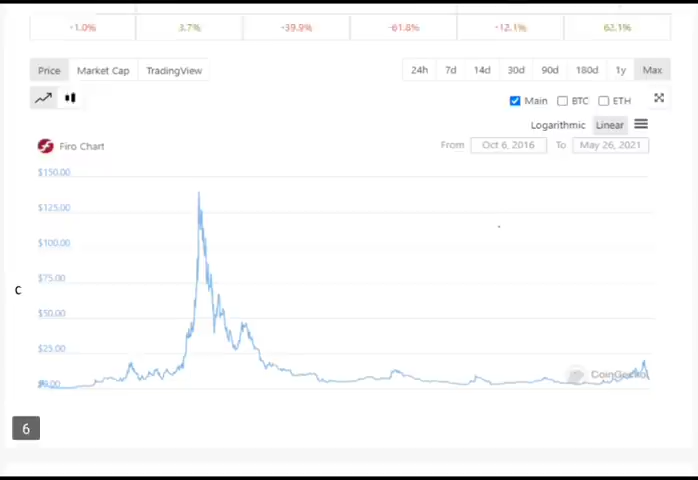 -1.0% 3.7% -39.9% -61.8% -12.1% 62.1%
Price Market Cap TradingView 24h 7d 14d 30d 90d 180d 1y Max
Main BTC ETH
Logarithmic Linear
Firo Chart From Oct 6, 2016 To May 26, 2021
$150.00
$125.00
$100.00
$75.00
c
$50.00
$25.00
$0.00
CoinGecko
6